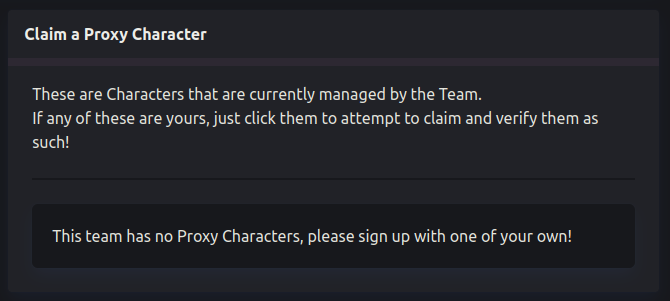 Claim a Proxy Character
These are Characters that are currently managed by the Team.
If any of these are yours, just click them to attempt to claim and verify them as
such!
This team has no Proxy Characters, please sign up with one of your own!